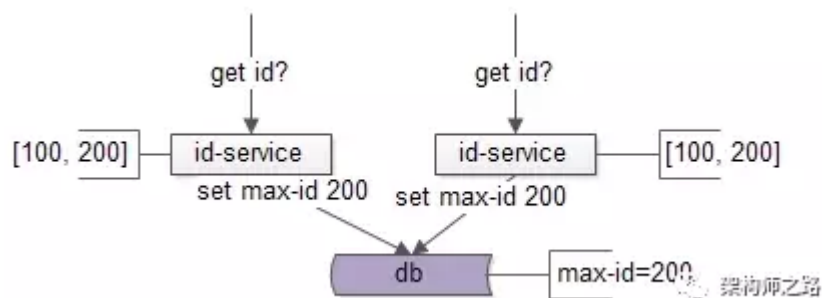 get id?
get id?
[100, 200]
id-service
id-service
[100, 200]
set max-id 200
set max-id 200
db
max-id=200
架构师之路